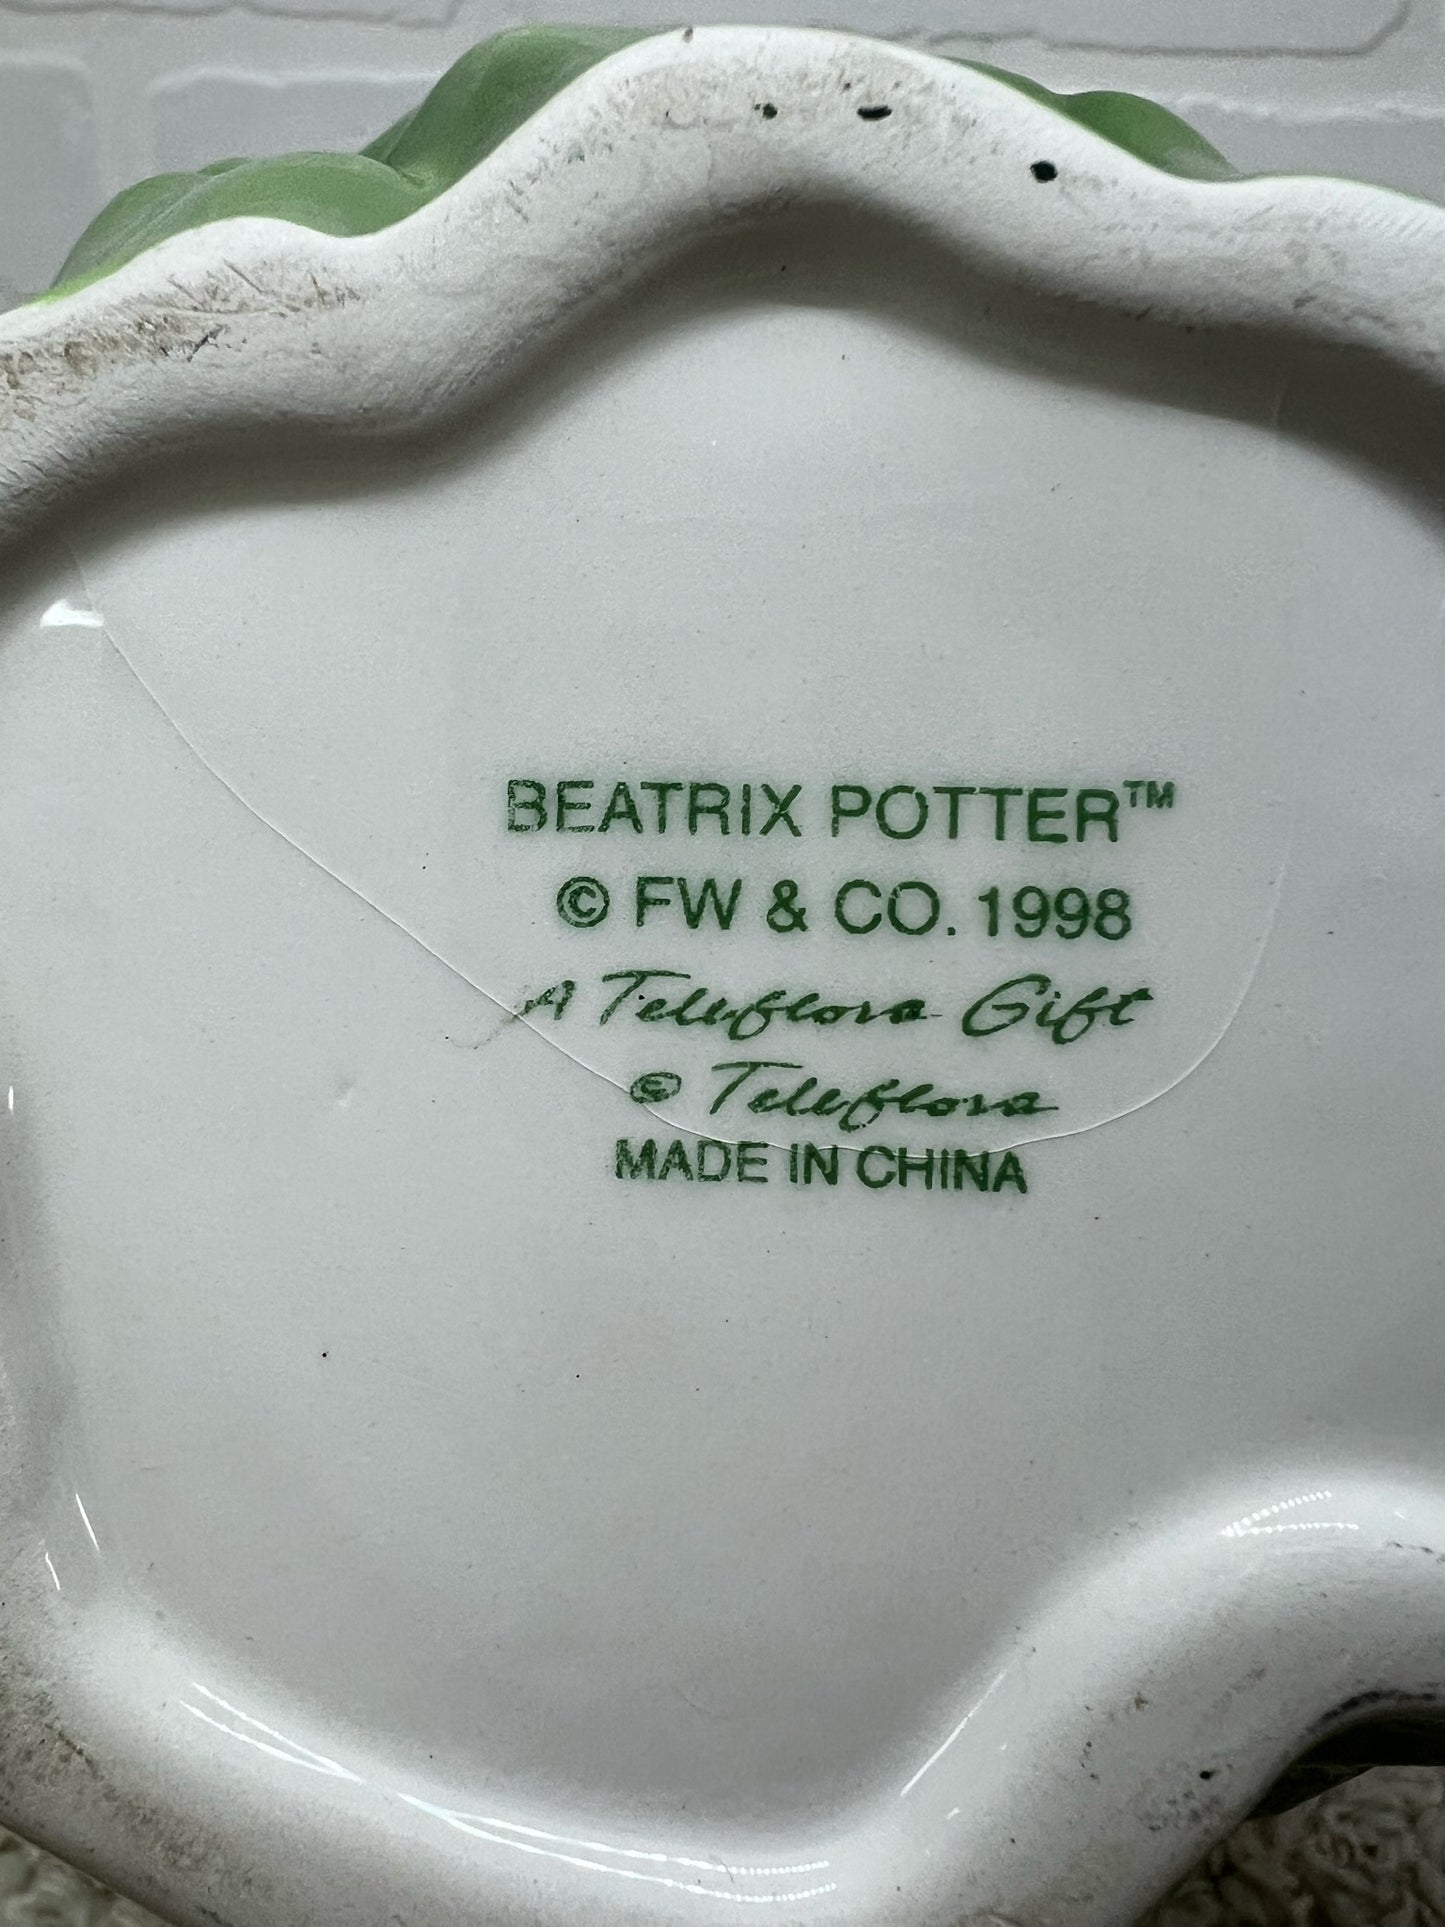 BEATRIX POTTER™
© FW & CO. 1998
A Teleflora Gift
© Teleflora
MADE IN CHINA